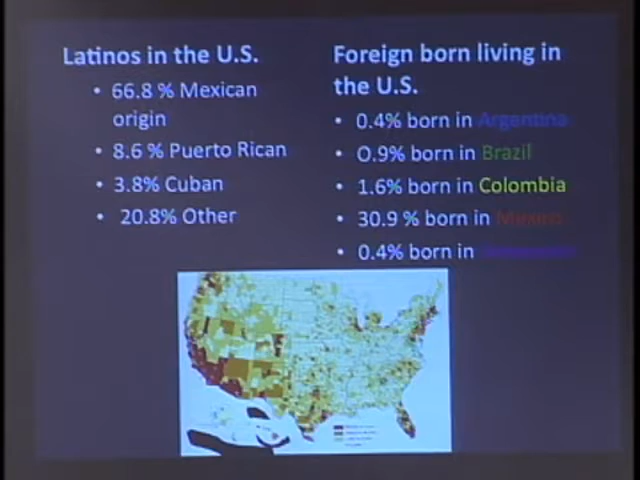 Latinos in the U.S.
• 66.8 % Mexican
origin
• 8.6 % Puerto Rican
• 3.8% Cuban
• 20.8% Other
Foreign born living in
the U.S.
• 0.4% born in Argentina
• 0.9% born in Brazil
• 1.6% born in Colombia
• 30.9 % born in Mexico
• 0.4% born in